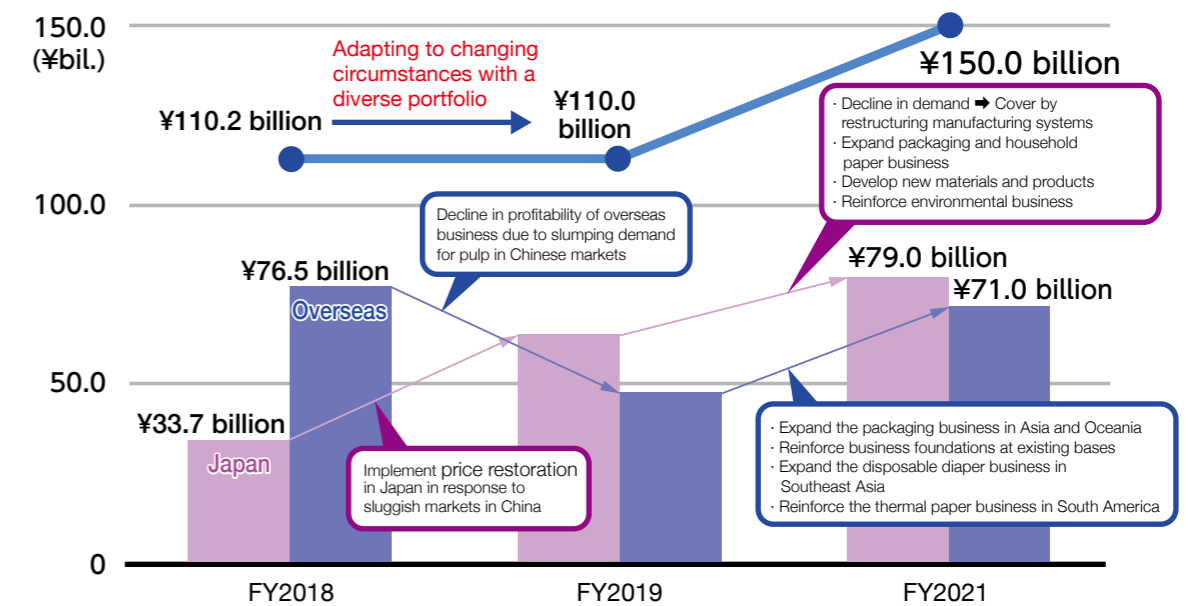 150.0
(¥bil.)
100.0
50.0
0
Adapting to changing
circumstances with a
diverse portfolio
¥110.2 billion
¥110.0
billion
¥150.0 billion
· Decline in demand ➡ Cover by
restructuring manufacturing systems
· Expand packaging and household
paper business
· Develop new materials and products
· Reinforce environmental business
Decline in profitability of overseas
business due to slumping demand
for pulp in Chinese markets
¥76.5 billion
Overseas
¥79.0 billion
¥71.0 billion
¥33.7 billion
Japan
Implement price restoration
in Japan in response to
sluggish markets in China
· Expand the packaging business in Asia and Oceania
· Reinforce business foundations at existing bases
· Expand the disposable diaper business in
Southeast Asia
· Reinforce the thermal paper business in South America
FY2018
FY2019
FY2021